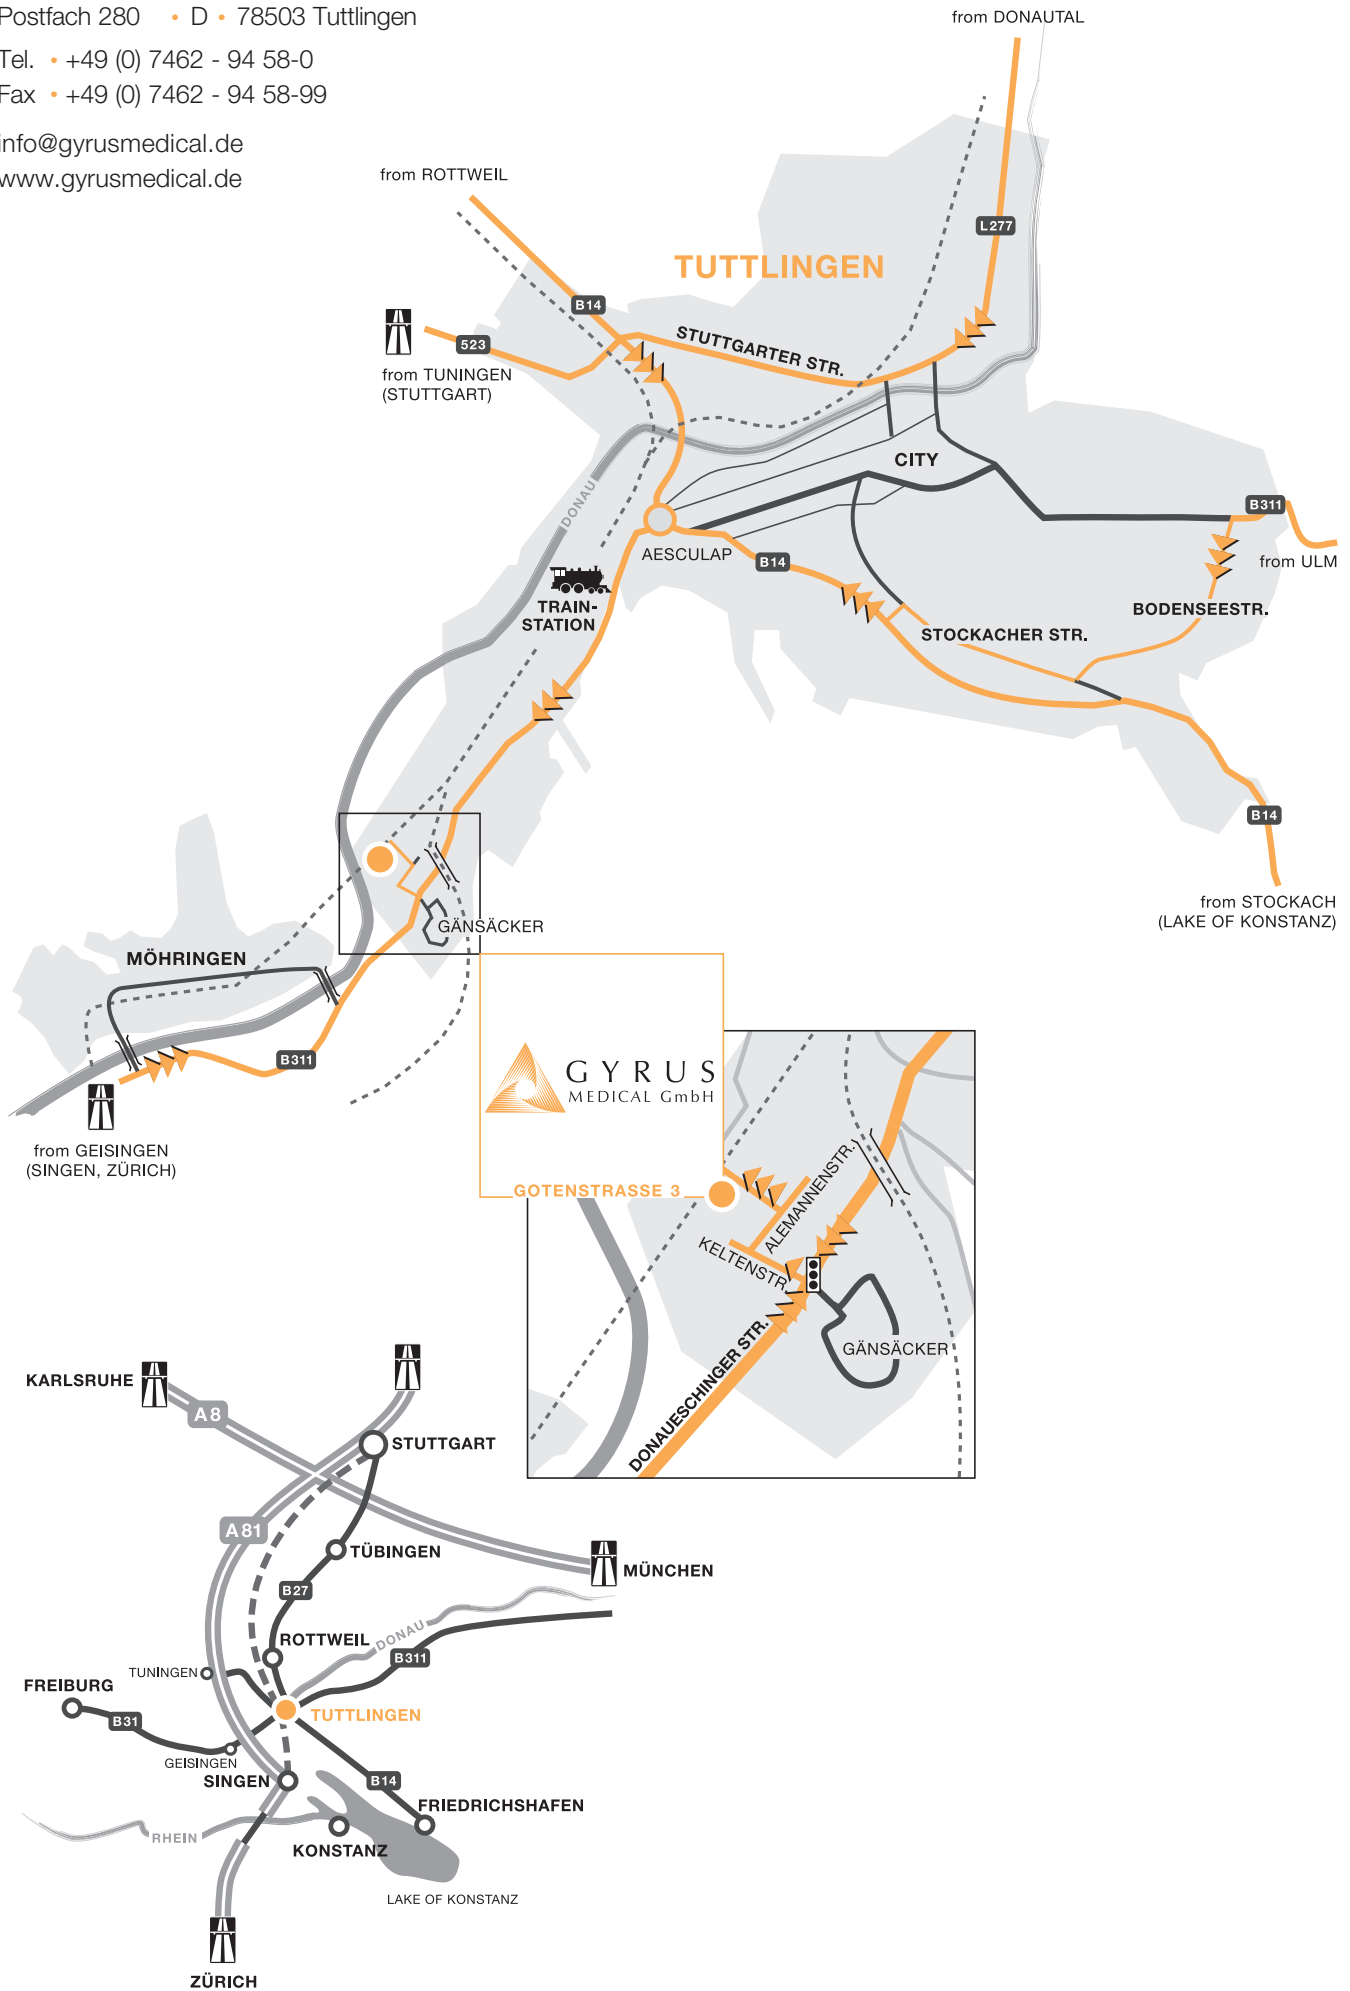 Postfach 280 • D • 78503 Tuttlingen
Tel. • +49 (0) 7462 - 94 58-0
Fax • +49 (0) 7462 - 94 58-99
info@gyrusmedical.de
www.gyrusmedical.de
from DONAUTAL
from ROTTWEIL
L277
TUTTLINGEN
B14
523
STUTTGARTER STR.
from TUNINGEN
(STUTTGART)
CITY
DONAU
B311
AESCULAP
B14
from ULM
TRAIN-
STATION
BODENSEESTR.
STOCKACHER STR.
B14
from STOCKACH
(LAKE OF KONSTANZ)
GÄNSÄCKER
MÖHRINGEN
B311
from GEISINGEN
(SINGEN, ZÜRICH)
GYRUS
MEDICAL GmbH
GOTENSTRASSE 3
ALEMANNENSTR.
KELTENSTR.
GÄNSÄCKER
DONAUESCHINGER STR.
KARLSRUHE
A8
STUTTGART
A81
TÜBINGEN
MÜNCHEN
B27
DONAU
ROTTWEIL
B311
TUNINGEN
FREIBURG
TUTTLINGEN
B31
GEISINGEN
SINGEN
B14
FRIEDRICHSHAFEN
RHEIN
KONSTANZ
LAKE OF KONSTANZ
ZÜRICH